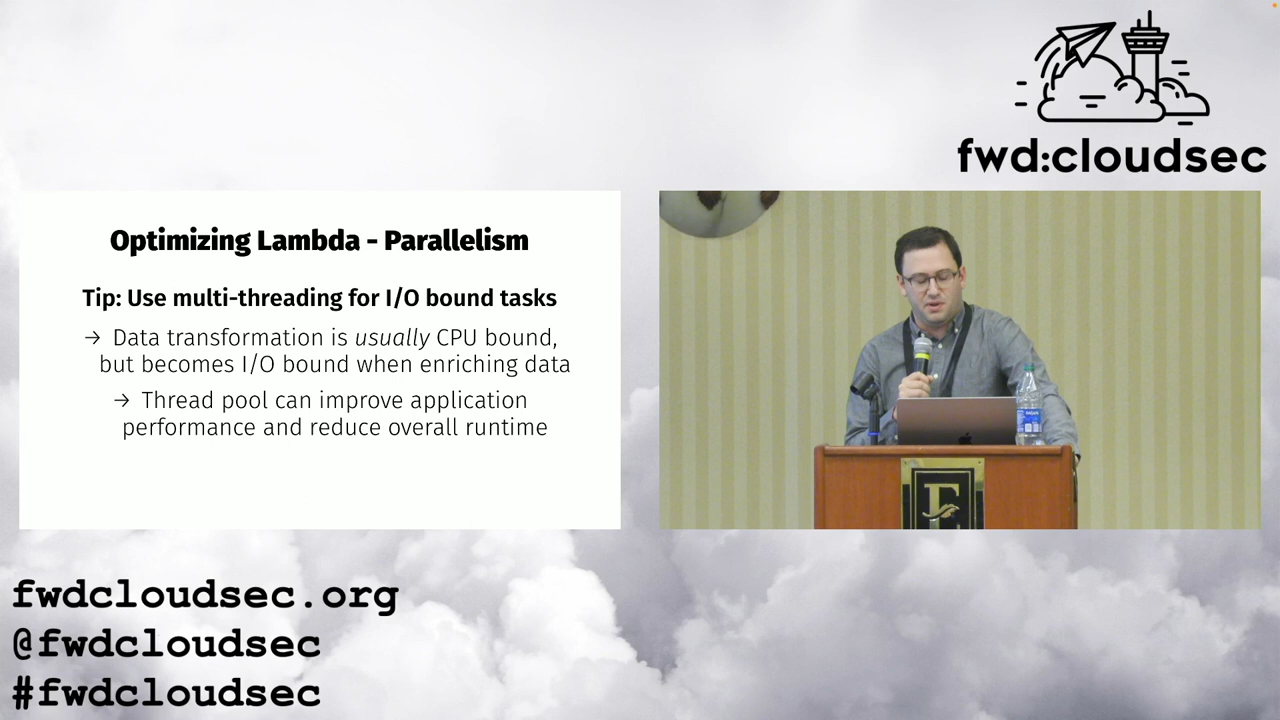 fwd:cloudsec
Optimizing Lambda - Parallelism
Tip: Use multi-threading for I/O bound tasks
→ Data transformation is usually CPU bound,
but becomes I/O bound when enriching data
→ Thread pool can improve application
performance and reduce overall runtime
E
fwdcloudsec.org
@fwdcloudsec
#fwdcloudsec